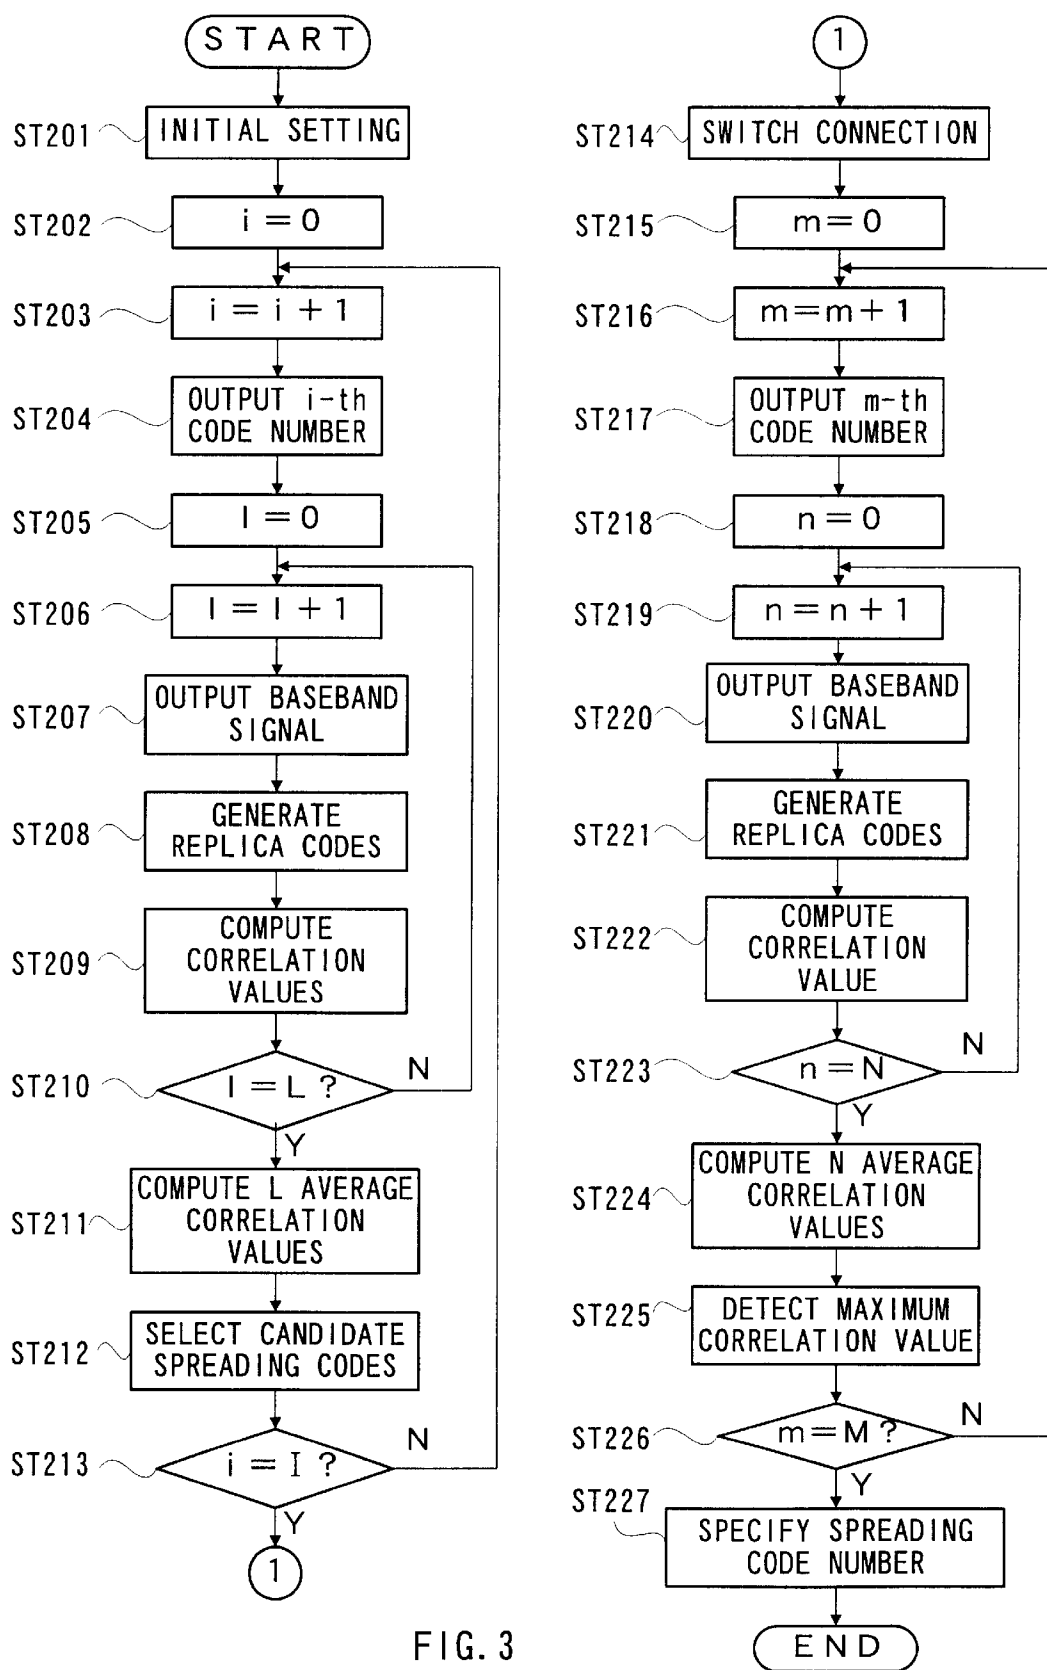 START
ST201
INITIAL SETTING
ST202
i = 0
ST203
i = i + 1
ST204
OUTPUT i-th
CODE NUMBER
ST205
l = 0
ST206
l = l + 1
ST207
OUTPUT BASEBAND
SIGNAL
ST208
GENERATE
REPLICA CODES
ST209
COMPUTE
CORRELATION
VALUES
ST210
l = L ?
N
Y
ST211
COMPUTE L AVERAGE
CORRELATION
VALUES
ST212
SELECT CANDIDATE
SPREADING CODES
ST213
i = I ?
N
Y
1
1
ST214
SWITCH CONNECTION
ST215
m = 0
ST216
m = m + 1
ST217
OUTPUT m-th
CODE NUMBER
ST218
n = 0
ST219
n = n + 1
ST220
OUTPUT BASEBAND
SIGNAL
ST221
GENERATE
REPLICA CODES
ST222
COMPUTE
CORRELATION
VALUE
ST223
n = N
N
Y
ST224
COMPUTE N AVERAGE
CORRELATION
VALUES
ST225
DETECT MAXIMUM
CORRELATION VALUE
ST226
m = M ?
N
Y
ST227
SPECIFY SPREADING
CODE NUMBER
END
FIG. 3